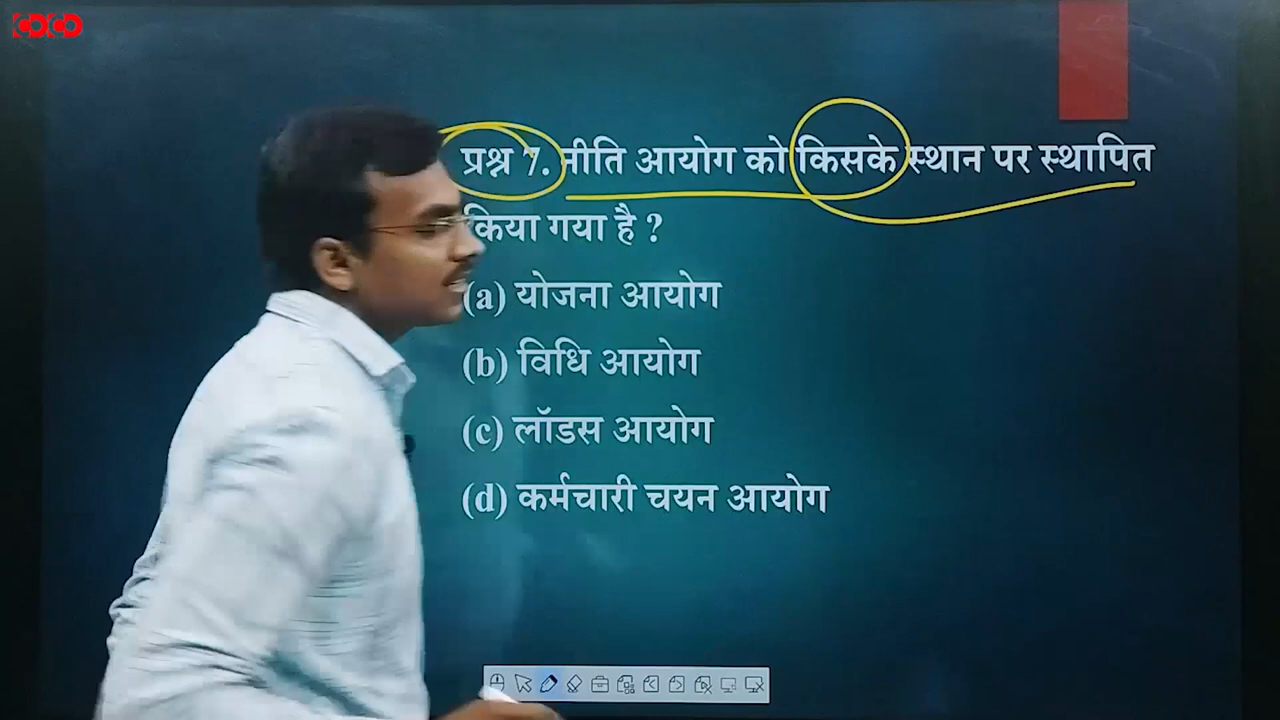 प्रश्न 7. नीति आयोग को किसके स्थान पर स्थापित
किया गया है ?
(a) योजना आयोग
(b) विधि आयोग
(c) लॉडस आयोग
(d) कर्मचारी चयन आयोग